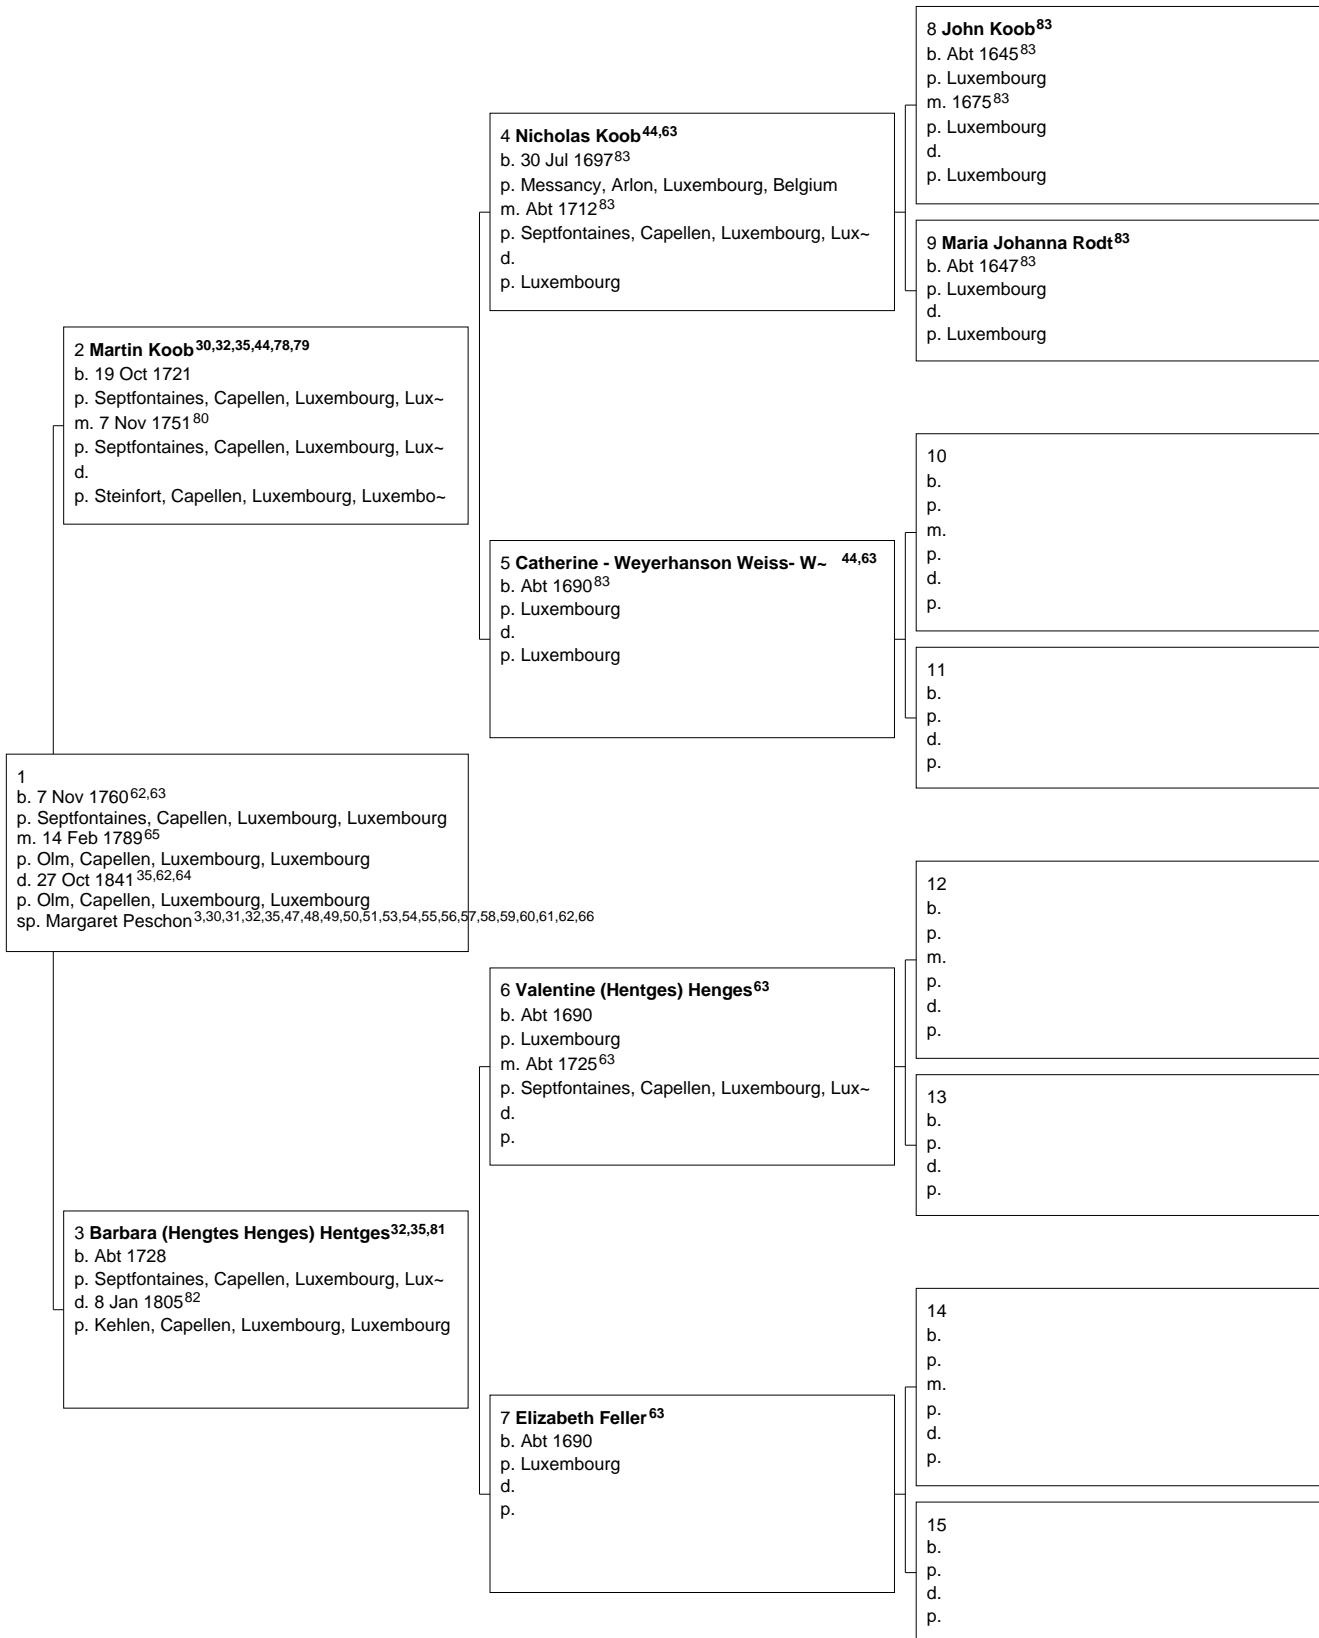 8 John Koob83
b. Abt 164583
p. Luxembourg
m. 167583
p. Luxembourg
d.
p. Luxembourg
4 Nicholas Koob44,63
b. 30 Jul 169783
p. Messancy, Arlon, Luxembourg, Belgium
m. Abt 171283
p. Septfontaines, Capellen, Luxembourg, Lux~
d.
p. Luxembourg
9 Maria Johanna Rodt83
b. Abt 164783
p. Luxembourg
d.
p. Luxembourg
2 Martin Koob30,32,35,44,78,79
b. 19 Oct 1721
p. Septfontaines, Capellen, Luxembourg, Lux~
m. 7 Nov 175180
p. Septfontaines, Capellen, Luxembourg, Lux~
d.
p. Steinfort, Capellen, Luxembourg, Luxembo~
10
b.
p.
m.
p.
d.
p.
5 Catherine - Weyerhanson Weiss- W~ 44,63
b. Abt 169083
p. Luxembourg
d.
p. Luxembourg
11
b.
p.
d.
p.
1
b. 7 Nov 176062,63
p. Septfontaines, Capellen, Luxembourg, Luxembourg
m. 14 Feb 178965
p. Olm, Capellen, Luxembourg, Luxembourg
d. 27 Oct 184135,62,64
p. Olm, Capellen, Luxembourg, Luxembourg
sp. Margaret Peschon3,30,31,32,35,47,48,49,50,51,53,54,55,56,57,58,59,60,61,62,66
12
b.
p.
m.
p.
d.
p.
6 Valentine (Hentges) Henges63
b. Abt 1690
p. Luxembourg
m. Abt 172563
p. Septfontaines, Capellen, Luxembourg, Lux~
d.
p.
13
b.
p.
d.
p.
3 Barbara (Hengtes Henges) Hentges32,35,81
b. Abt 1728
p. Septfontaines, Capellen, Luxembourg, Lux~
d. 8 Jan 180582
p. Kehlen, Capellen, Luxembourg, Luxembourg
14
b.
p.
m.
p.
d.
p.
7 Elizabeth Feller63
b. Abt 1690
p. Luxembourg
d.
p.
15
b.
p.
d.
p.